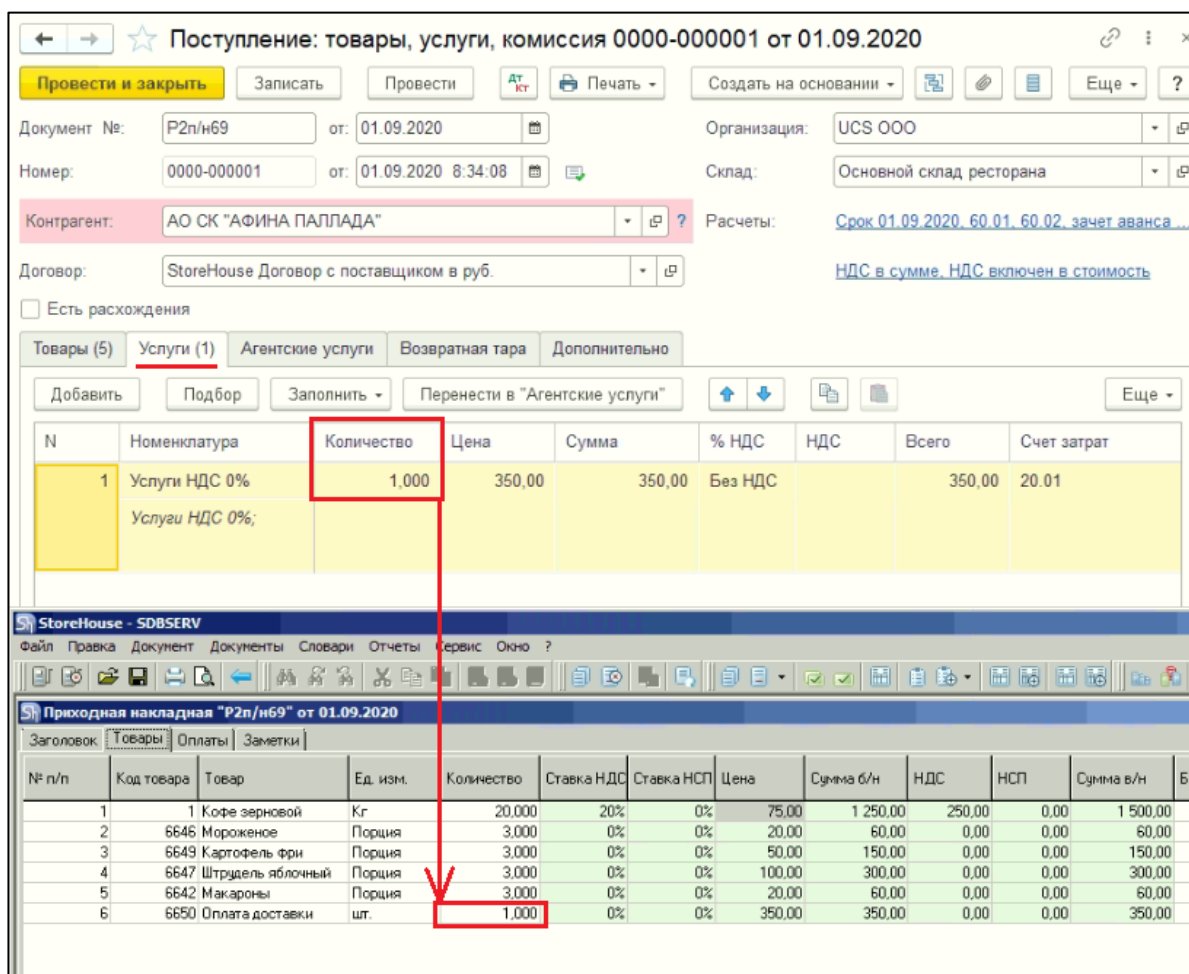 Поступление: товары, услуги, комиссия 0000-000001 от 01.09.2020
Провести и закрыть Записать Провести Дт Кт Печать Создать на основании Еще ?
Документ №: Р2п/н69 от: 01.09.2020 Организация: UCS ООО
Номер: 0000-000001 от: 01.09.2020 8:34:08 Склад: Основной склад ресторана
Контрагент: АО СК "АФИНА ПАЛЛАДА" ? Расчеты: Срок 01.09.2020, 60.01, 60.02, зачет аванса ...
Договор: StoreHouse Договор с поставщиком в руб. НДС в сумме, НДС включен в стоимость
Есть расхождения
Товары (5) Услуги (1) Агентские услуги Возвратная тара Дополнительно
Добавить Подбор Заполнить Перенести в "Агентские услуги" Еще
N Номенклатура Количество Цена Сумма % НДС НДС Всего Счет затрат
1 Услуги НДС 0% 1,000 350,00 350,00 Без НДС 350,00 20.01
Услуги НДС 0%;
StoreHouse - SDBSERV
Файл Правка Документ Документы Словари Отчеты Сервис Окно ?
Приходная накладная "Р2п/н69" от 01.09.2020
Заголовок Товары Оплаты Заметки
№ п/п Код товара Товар Ед. изм. Количество Ставка НДС Ставка НСП Цена Сумма б/н НДС НСП Сумма в/н Б
1 1 Кофе зерновой Кг 20,000 20% 0% 75,00 1 250,00 250,00 0,00 1 500,00
2 6646 Мороженое Порция 3,000 0% 0% 20,00 60,00 0,00 0,00 60,00
3 6649 Картофель фри Порция 3,000 0% 0% 50,00 150,00 0,00 0,00 150,00
4 6647 Штрудель яблочный Порция 3,000 0% 0% 100,00 300,00 0,00 0,00 300,00
5 6642 Макароны Порция 3,000 0% 0% 20,00 60,00 0,00 0,00 60,00
6 6650 Оплата доставки шт. 1,000 0% 0% 350,00 350,00 0,00 0,00 350,00